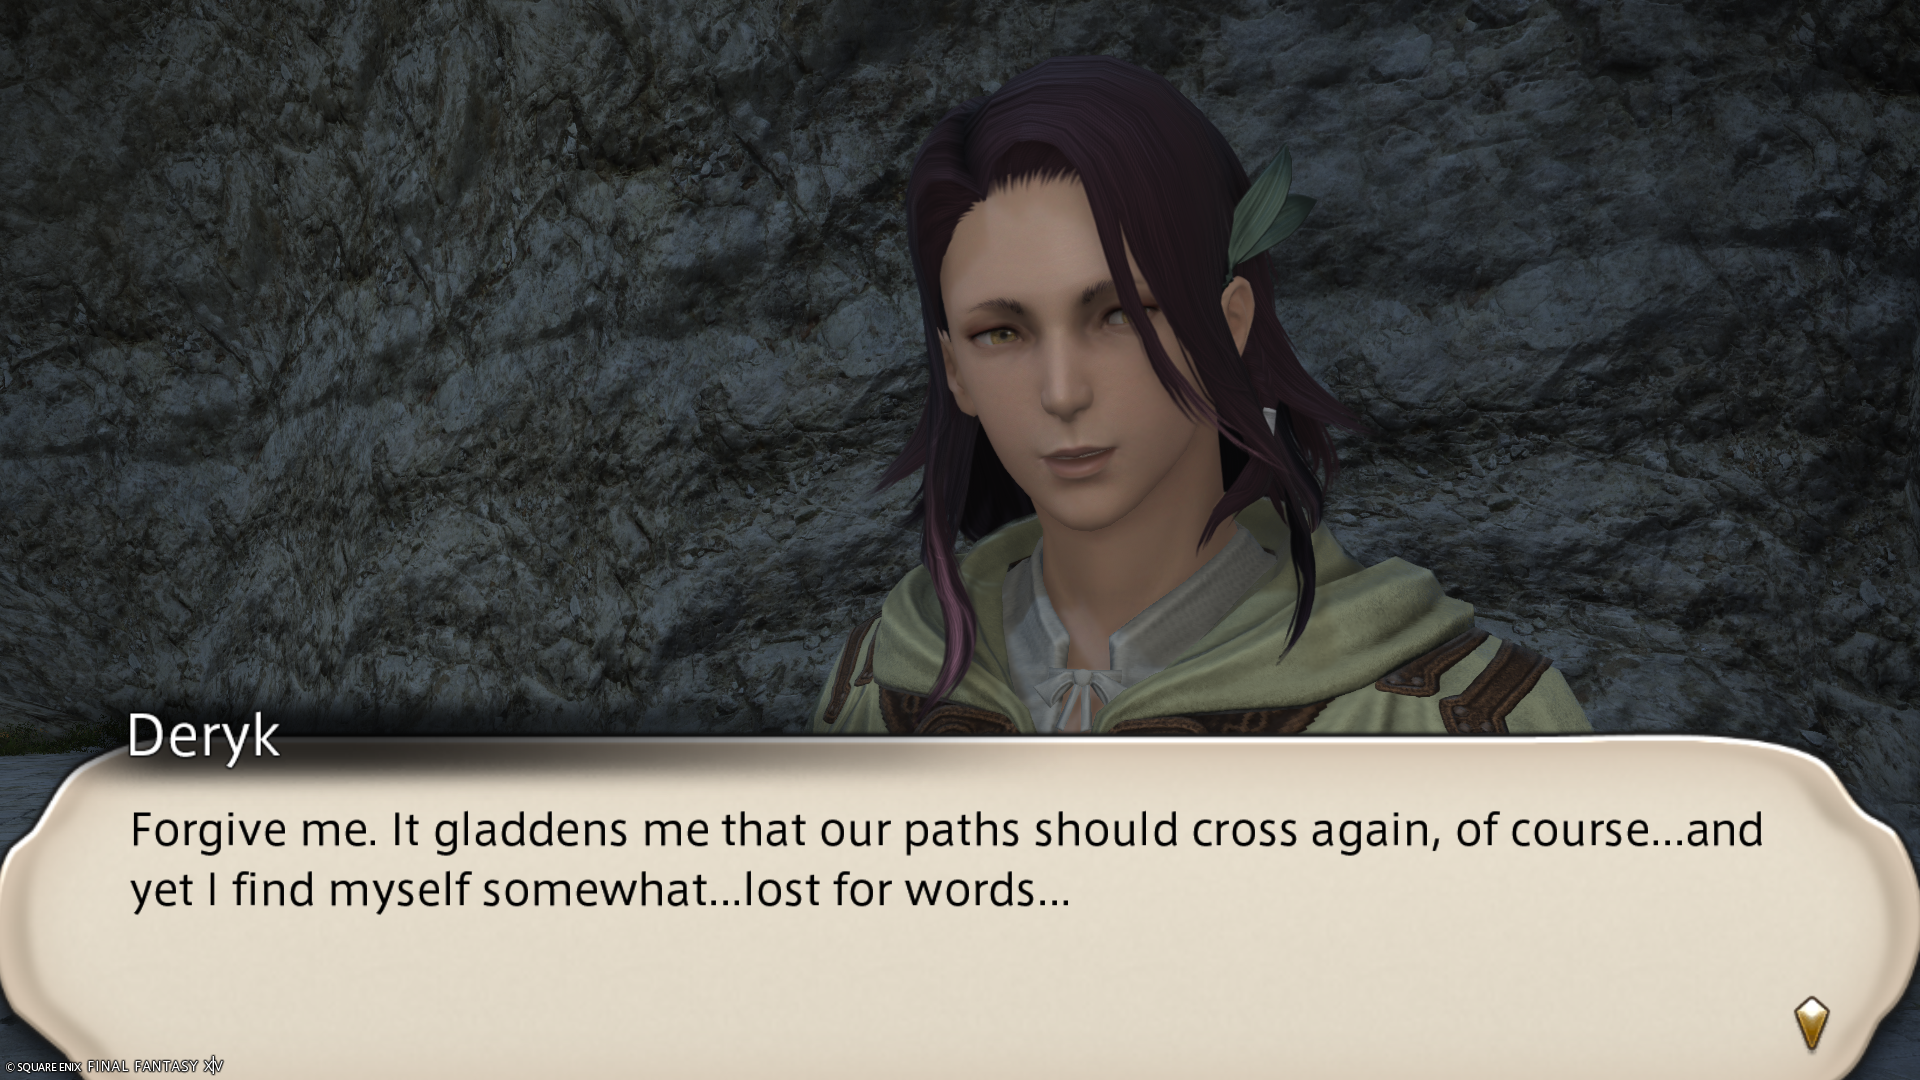 Deryk
Forgive me. It gladdens me that our paths should cross again, of course...and
yet I find myself somewhat...lost for words...
© SQUARE ENIX FINAL FANTASY XIV